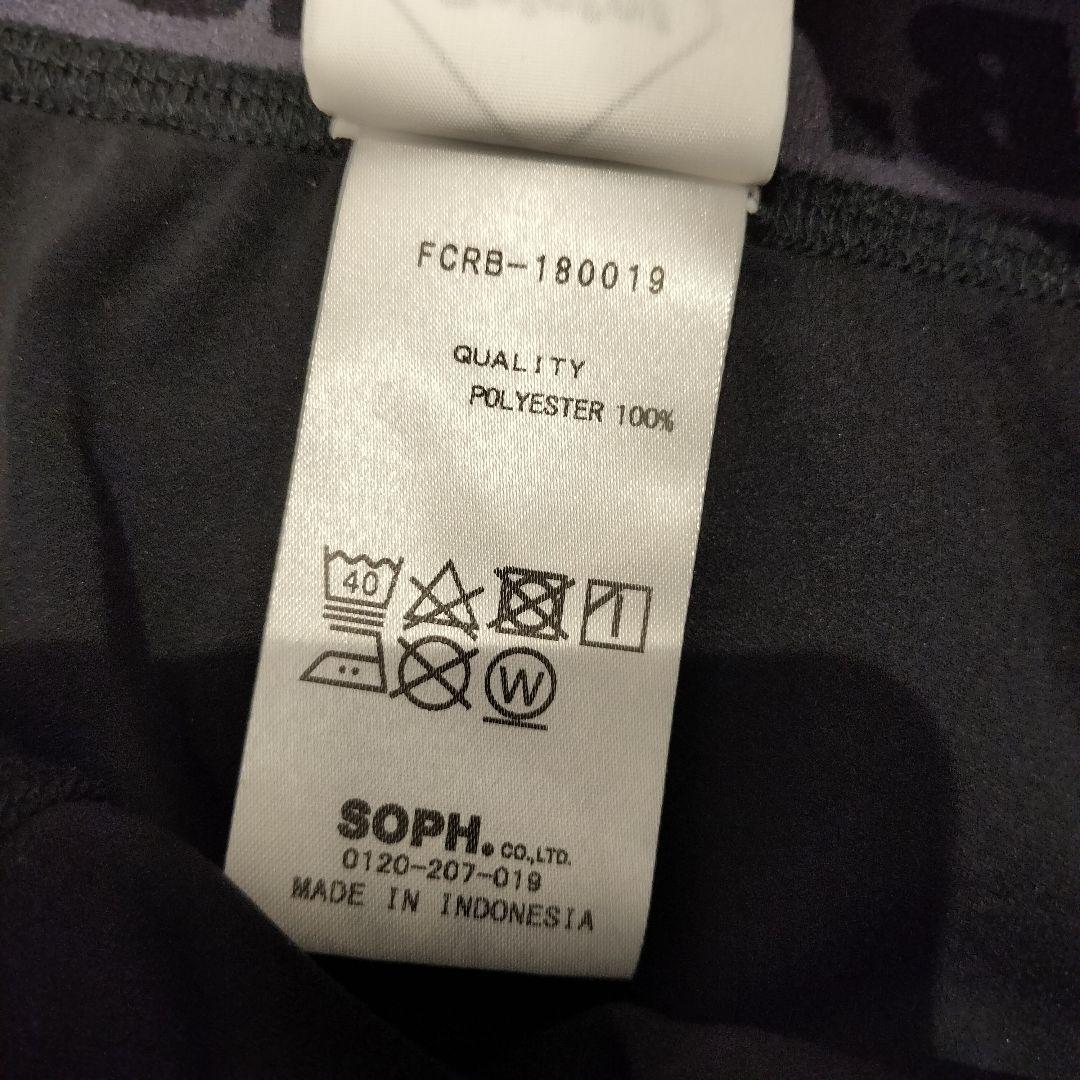 FCRB-180019
QUALITY
POLYESTER 100%
40
W
SOPH. CO.,LTD.
0120-207-019
MADE IN INDONESIA